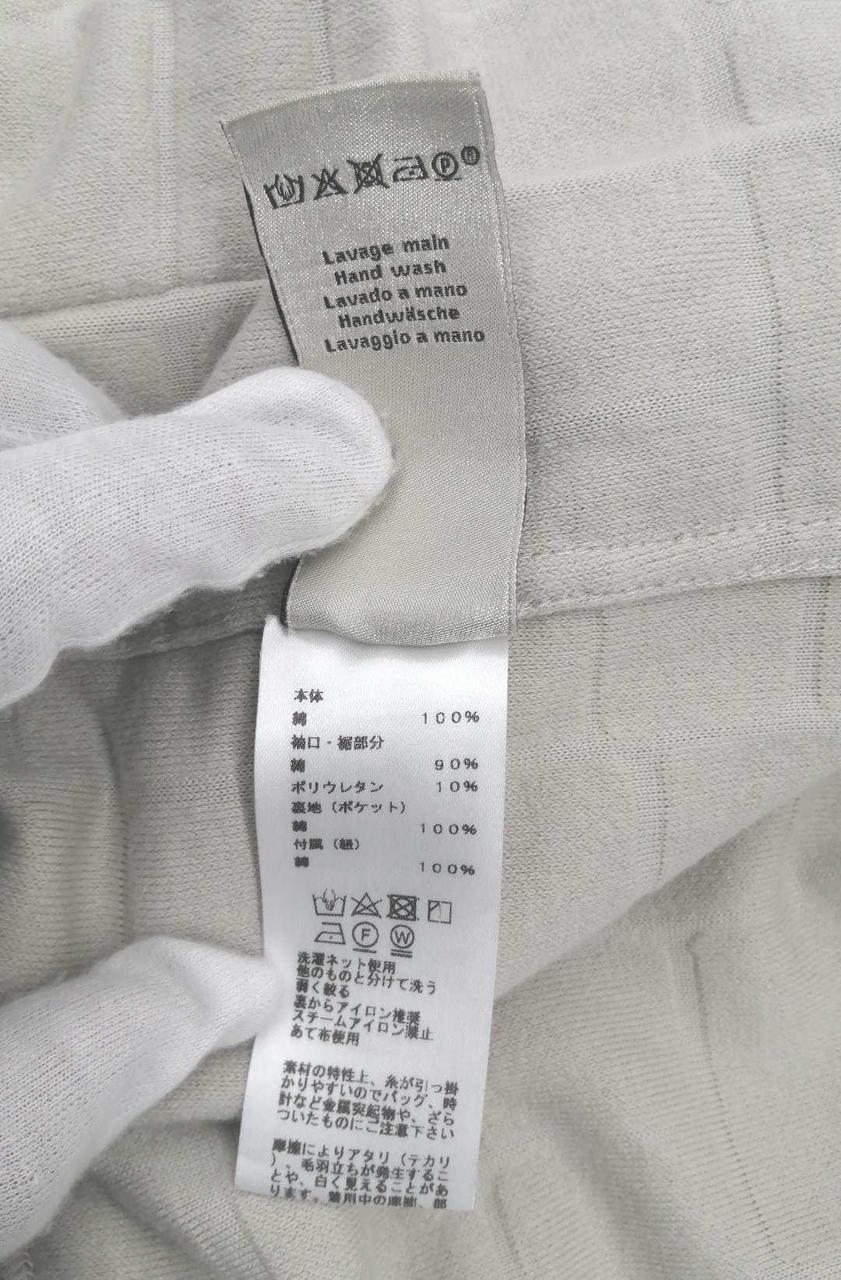 P
Lavage main
Hand wash
Lavado a mano
Handwäsche
Lavaggio a mano
本体
綿 100%
袖口・裾部分
綿 90%
ポリウレタン 10%
裏地（ポケット）
綿 100%
付属（紐）
綿 100%
F W
洗濯ネット使用
他のものと分けて洗う
弱く絞る
裏からアイロン推奨
スチームアイロン禁止
あて布使用
素材の特性上、糸が引っ掛
かりやすいのでバッグ、時
計など金属突起物や、ざら
ついたものにご注意下さい
摩擦によりアタリ（テカリ
）、毛羽立ちが発生するこ
とや、白く見えることがあ
ります。着用中の摩擦、部